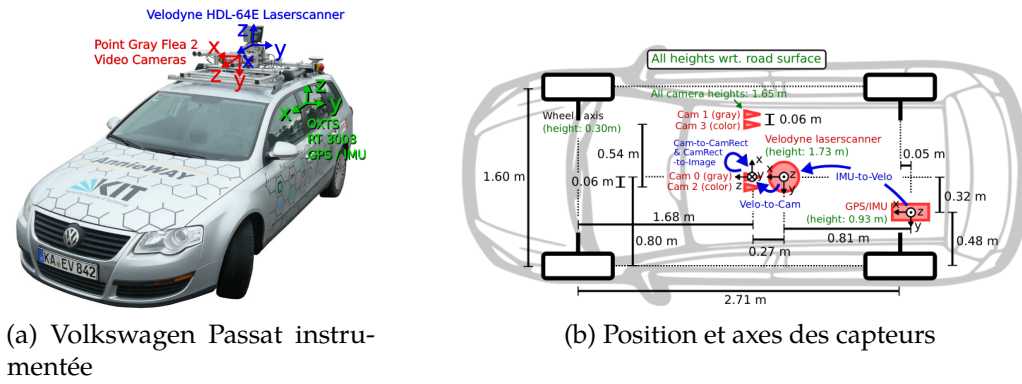 Velodyne HDL-64E Laserscanner
Point Gray Flea 2
Video Cameras
z
y
x
x
z
y
z
x
y
OXTS
RT 3003
GPS / IMU
AnnieWAY
KIT
KA EV 842
(a) Volkswagen Passat instru-
mentée
All heights wrt. road surface
All camera heights: 1.65 m
Wheel axis
(height: 0.30m)
Cam 1 (gray)
Cam 3 (color)
0.06 m
Cam-to-CamRect
& CamRect
-to-Image
Velodyne laserscanner
(height: 1.73 m)
0.54 m
0.05 m
1.60 m
0.06 m
Cam 0 (gray)
Cam 2 (color)
x
y
z
x
z
y
IMU-to-Velo
Velo-to-Cam
0.32 m
GPS/IMU
(height: 0.93 m)
x
z
y
1.68 m
0.80 m
0.27 m
0.81 m
0.48 m
2.71 m
(b) Position et axes des capteurs